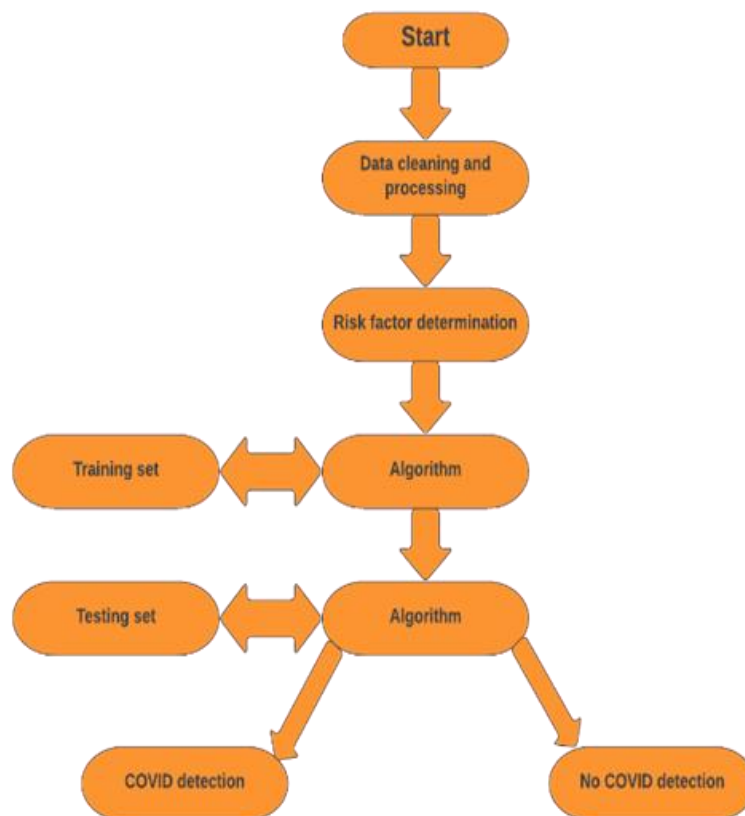 Start
Data cleaning and
processing
Risk factor determination
Training set
Algorithm
Testing set
Algorithm
COVID detection
No COVID detection